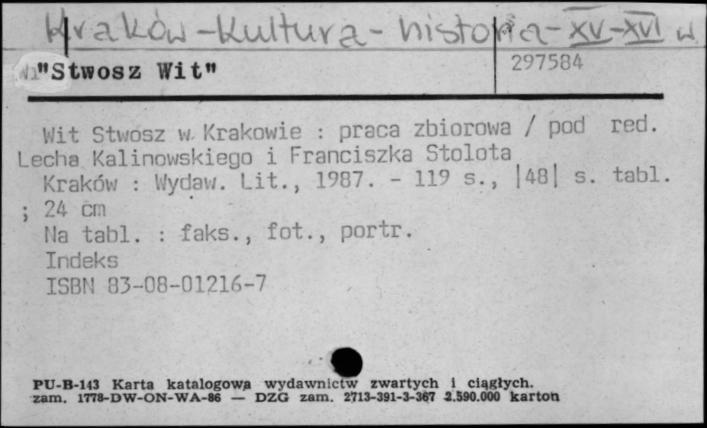 Kraków-kultura-historia-XV-XVI w
"Stwosz Wit"
297584
Wit Stwosz w Krakowie : praca zbiorowa / pod red.
Lecha Kalinowskiego i Franciszka Stolota
Kraków : Wydaw. Lit., 1987. - 119 s., |48| s. tabl.
; 24 cm
Na tabl. : faks., fot., portr.
Indeks
ISBN 83-08-01216-7
PU-B-143 Karta katalogowa wydawnictw zwartych i ciągłych.
zam. 1778-DW-ON-WA-86 — DZG zam. 2713-391-3-367 2.590.000 karton